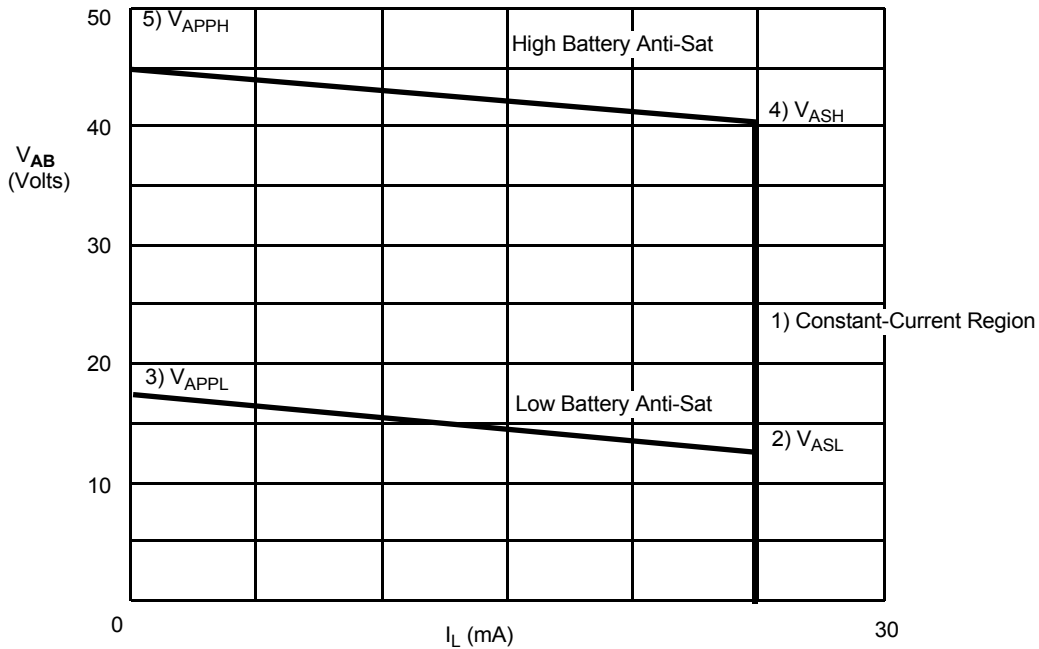 50
5) VAPPH
High Battery Anti-Sat
4) VASH
40
VAB
(Volts)
30
1) Constant-Current Region
20
3) VAPPL
Low Battery Anti-Sat
2) VASL
10
0
IL (mA)
30